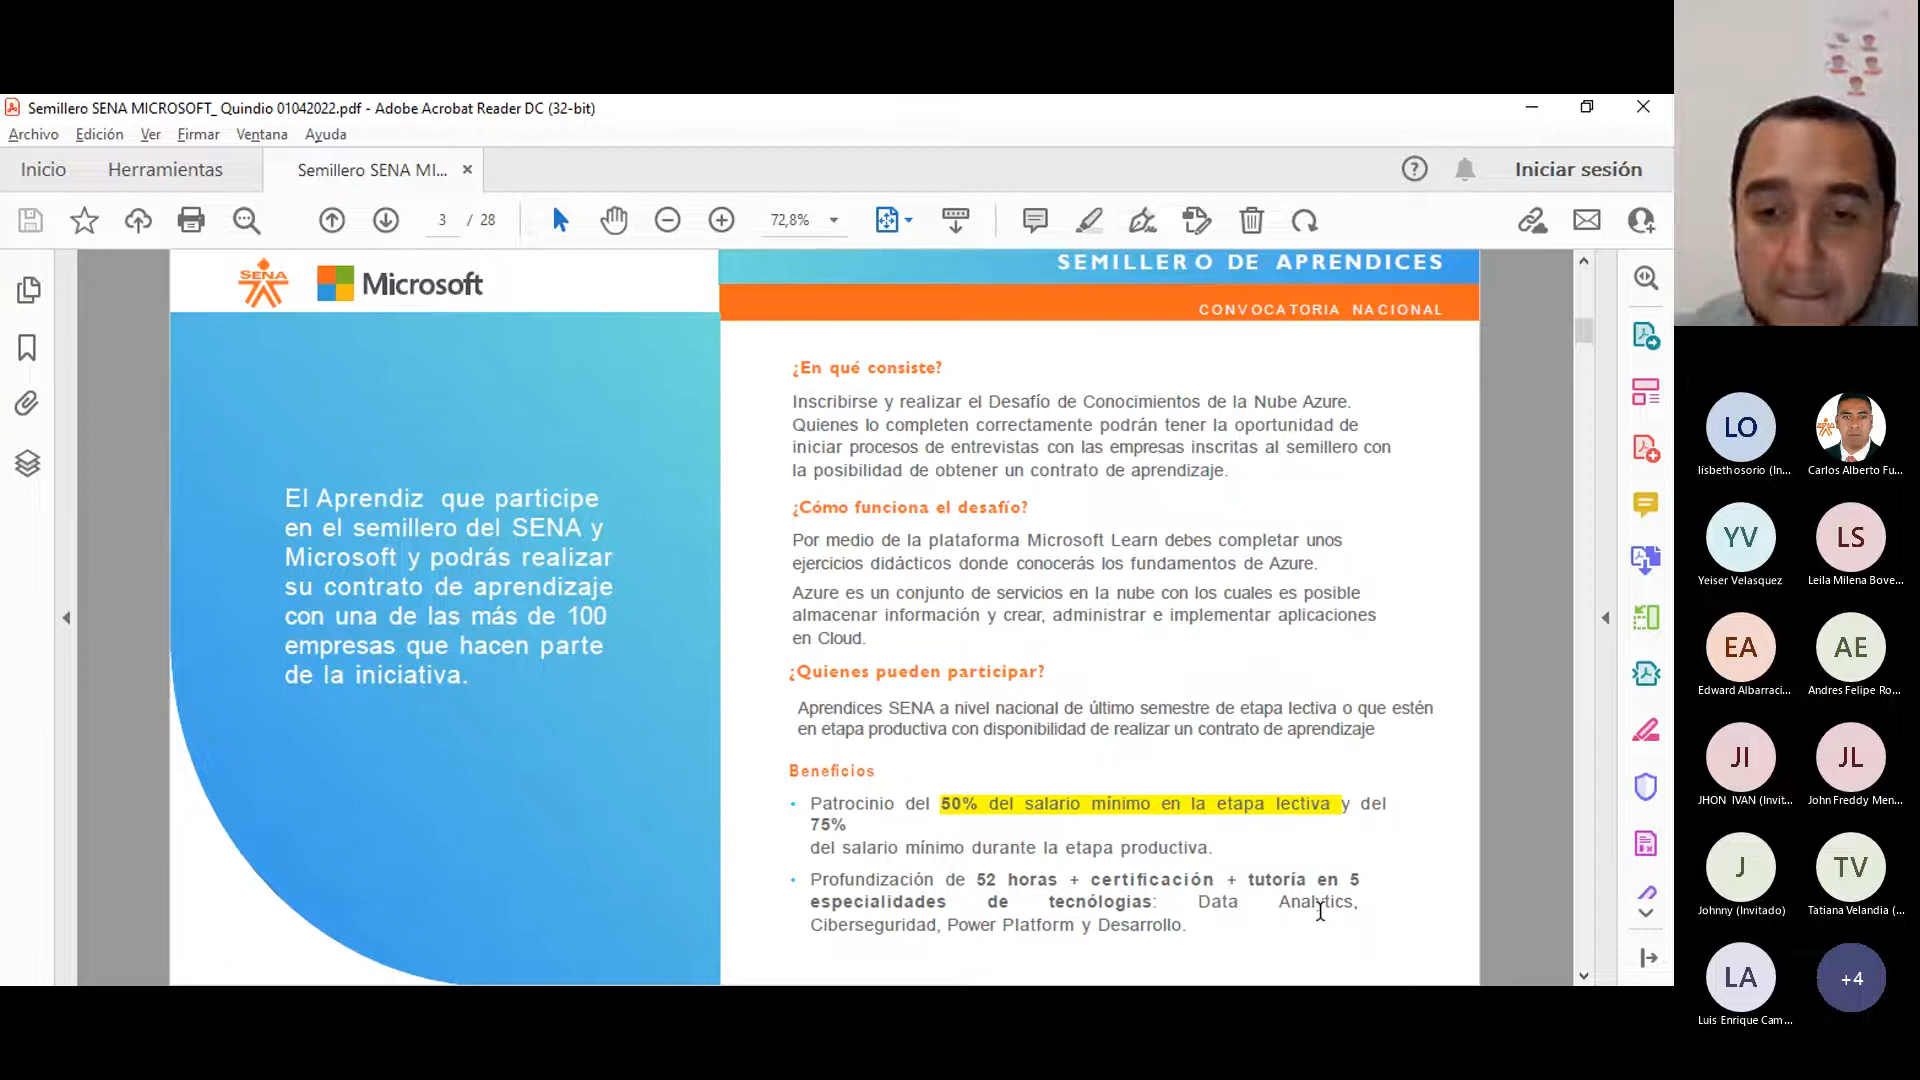 Semillero SENA MICROSOFT_ Quindio 01042022.pdf - Adobe Acrobat Reader DC (32-bit)
Archivo Edición Ver Firmar Ventana Ayuda
Inicio Herramientas Semillero SENA MI... Iniciar sesión
3 / 28 72,8%
SENA Microsoft
SEMILLERO DE APRENDICES
CONVOCATORIA NACIONAL
El Aprendiz que participe
en el semillero del SENA y
Microsoft y podrás realizar
su contrato de aprendizaje
con una de las más de 100
empresas que hacen parte
de la iniciativa.
¿En qué consiste?
Inscribirse y realizar el Desafío de Conocimientos de la Nube Azure.
Quienes lo completen correctamente podrán tener la oportunidad de
iniciar procesos de entrevistas con las empresas inscritas al semillero con
la posibilidad de obtener un contrato de aprendizaje.
¿Cómo funciona el desafío?
Por medio de la plataforma Microsoft Learn debes completar unos
ejercicios didácticos donde conocerás los fundamentos de Azure.
Azure es un conjunto de servicios en la nube con los cuales es posible
almacenar información y crear, administrar e implementar aplicaciones
en Cloud.
¿Quienes pueden participar?
Aprendices SENA a nivel nacional de último semestre de etapa lectiva o que estén
en etapa productiva con disponibilidad de realizar un contrato de aprendizaje
Beneficios
• Patrocinio del 50% del salario mínimo en la etapa lectiva y del
75%
del salario mínimo durante la etapa productiva.
• Profundización de 52 horas + certificación + tutoría en 5
especialidades de tecnólogias: Data Analytics,
Ciberseguridad, Power Platform y Desarrollo.
LO
lisbeth osorio (In...
Carlos Alberto Fu...
YV LS
Yeiser Velasquez Leila Milena Bove...
EA AE
Edward Albarraci... Andres Felipe Ro...
JI JL
JHON IVAN (Invit... John Freddy Men...
J TV
Johnny (Invitado) Tatiana Velandia (...
LA +4
Luis Enrique Cam...